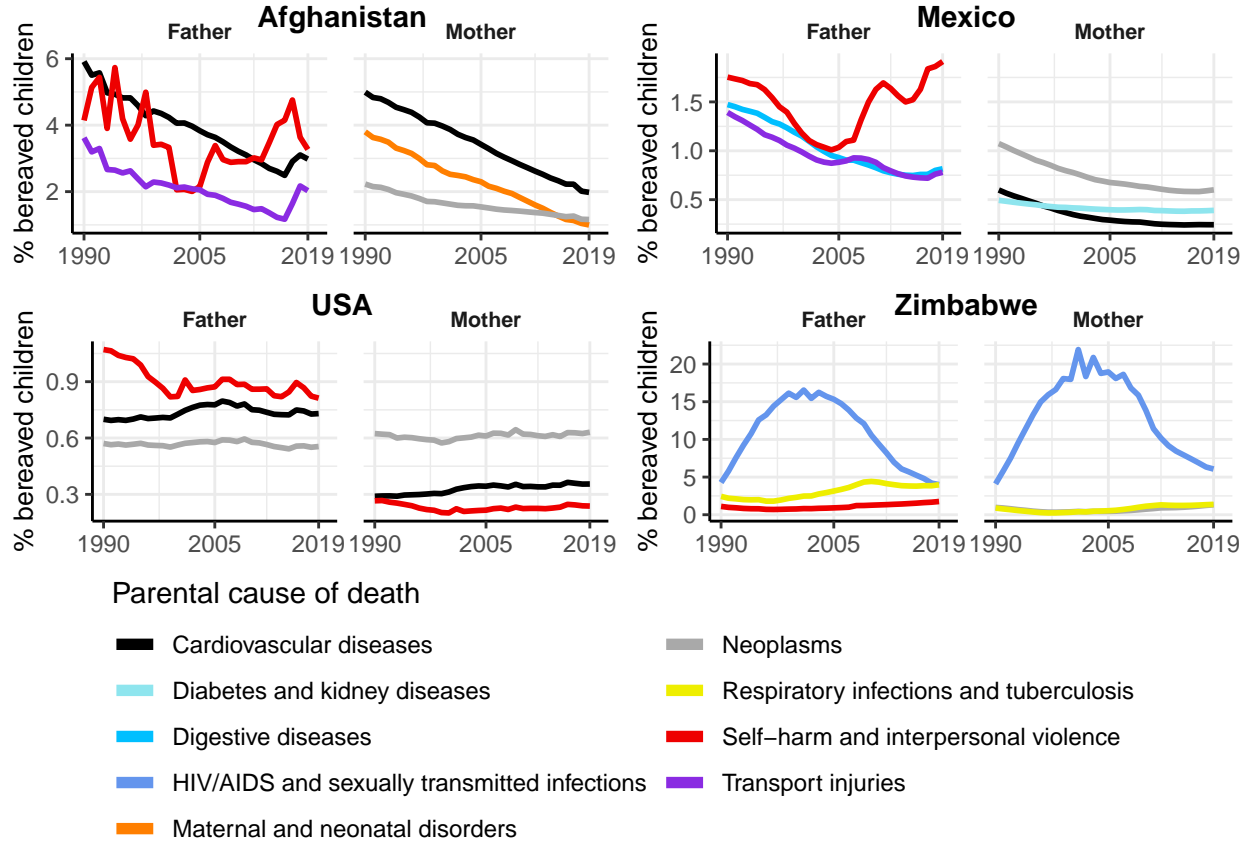 Afghanistan
Father Mother
% bereaved children
6
4
2
1990 2005 2019 1990 2005 2019
Mexico
Father Mother
% bereaved children
1.5
1.0
0.5
1990 2005 2019 1990 2005 2019
USA
Father Mother
% bereaved children
0.9
0.6
0.3
1990 2005 2019 1990 2005 2019
Zimbabwe
Father Mother
% bereaved children
20
15
10
5
0
1990 2005 2019 1990 2005 2019
Parental cause of death
Cardiovascular diseases
Diabetes and kidney diseases
Digestive diseases
HIV/AIDS and sexually transmitted infections
Maternal and neonatal disorders
Neoplasms
Respiratory infections and tuberculosis
Self−harm and interpersonal violence
Transport injuries